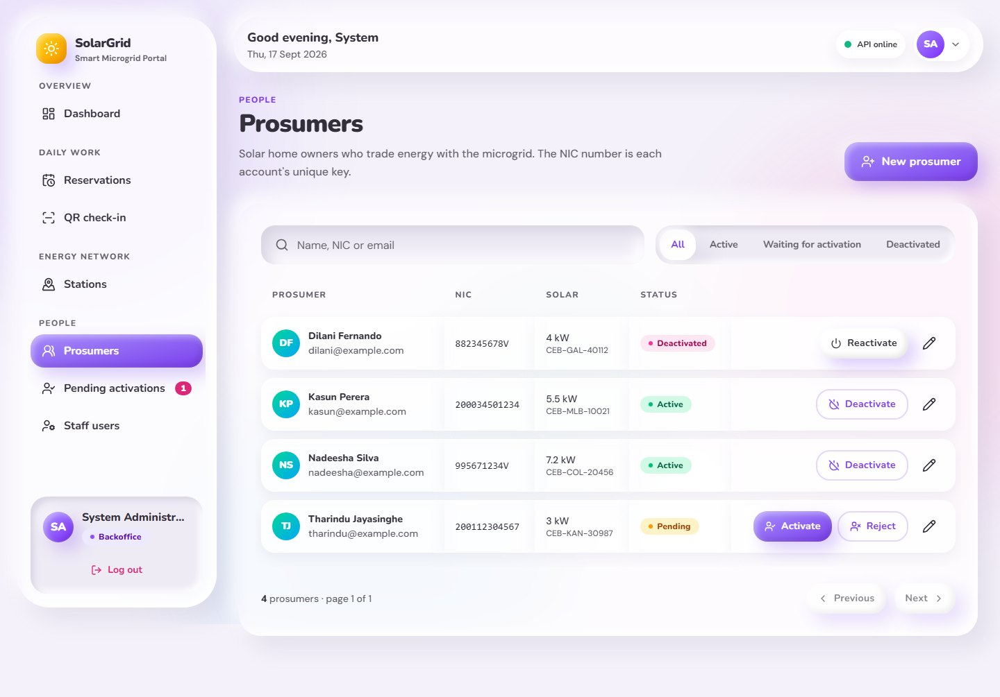 SolarGrid
Smart Microgrid Portal
OVERVIEW
Dashboard
DAILY WORK
Reservations
QR check-in
ENERGY NETWORK
Stations
PEOPLE
Prosumers
Pending activations 1
Staff users
SA
System Administr...
Backoffice
Log out
Good evening, System
Thu, 17 Sept 2026
API online
SA
PEOPLE
Prosumers
Solar home owners who trade energy with the microgrid. The NIC number is each
account's unique key.
New prosumer
Name, NIC or email
All Active Waiting for activation Deactivated
PROSUMER NIC SOLAR STATUS
DF
Dilani Fernando
dilani@example.com
882345678V
4 kW
CEB-GAL-40112
Deactivated
Reactivate
KP
Kasun Perera
kasun@example.com
200034501234
5.5 kW
CEB-MLB-10021
Active
Deactivate
NS
Nadeesha Silva
nadeesha@example.com
995671234V
7.2 kW
CEB-COL-20456
Active
Deactivate
TJ
Tharindu Jayasinghe
tharindu@example.com
200112304567
3 kW
CEB-KAN-30987
Pending
Activate
Reject
4 prosumers · page 1 of 1
Previous
Next